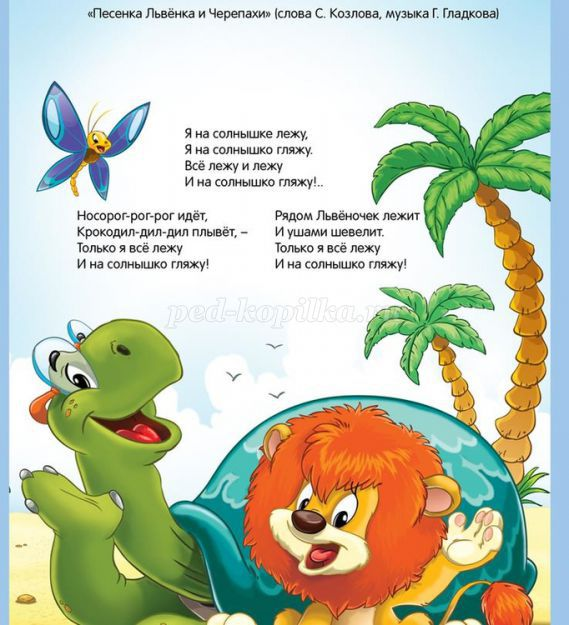 «Песенка Львёнка и Черепахи» (слова С. Козлова, музыка Г. Гладкова)
Я на солнышке лежу,
Я на солнышко гляжу.
Всё лежу и лежу
И на солнышко гляжу!..
Носорог-рог-рог идёт,
Крокодил-дил-дил плывёт, –
Только я всё лежу
И на солнышко гляжу!
Рядом Львёночек лежит
И ушами шевелит.
Только я всё лежу
И на солнышко гляжу!
ped-kopilka.ru